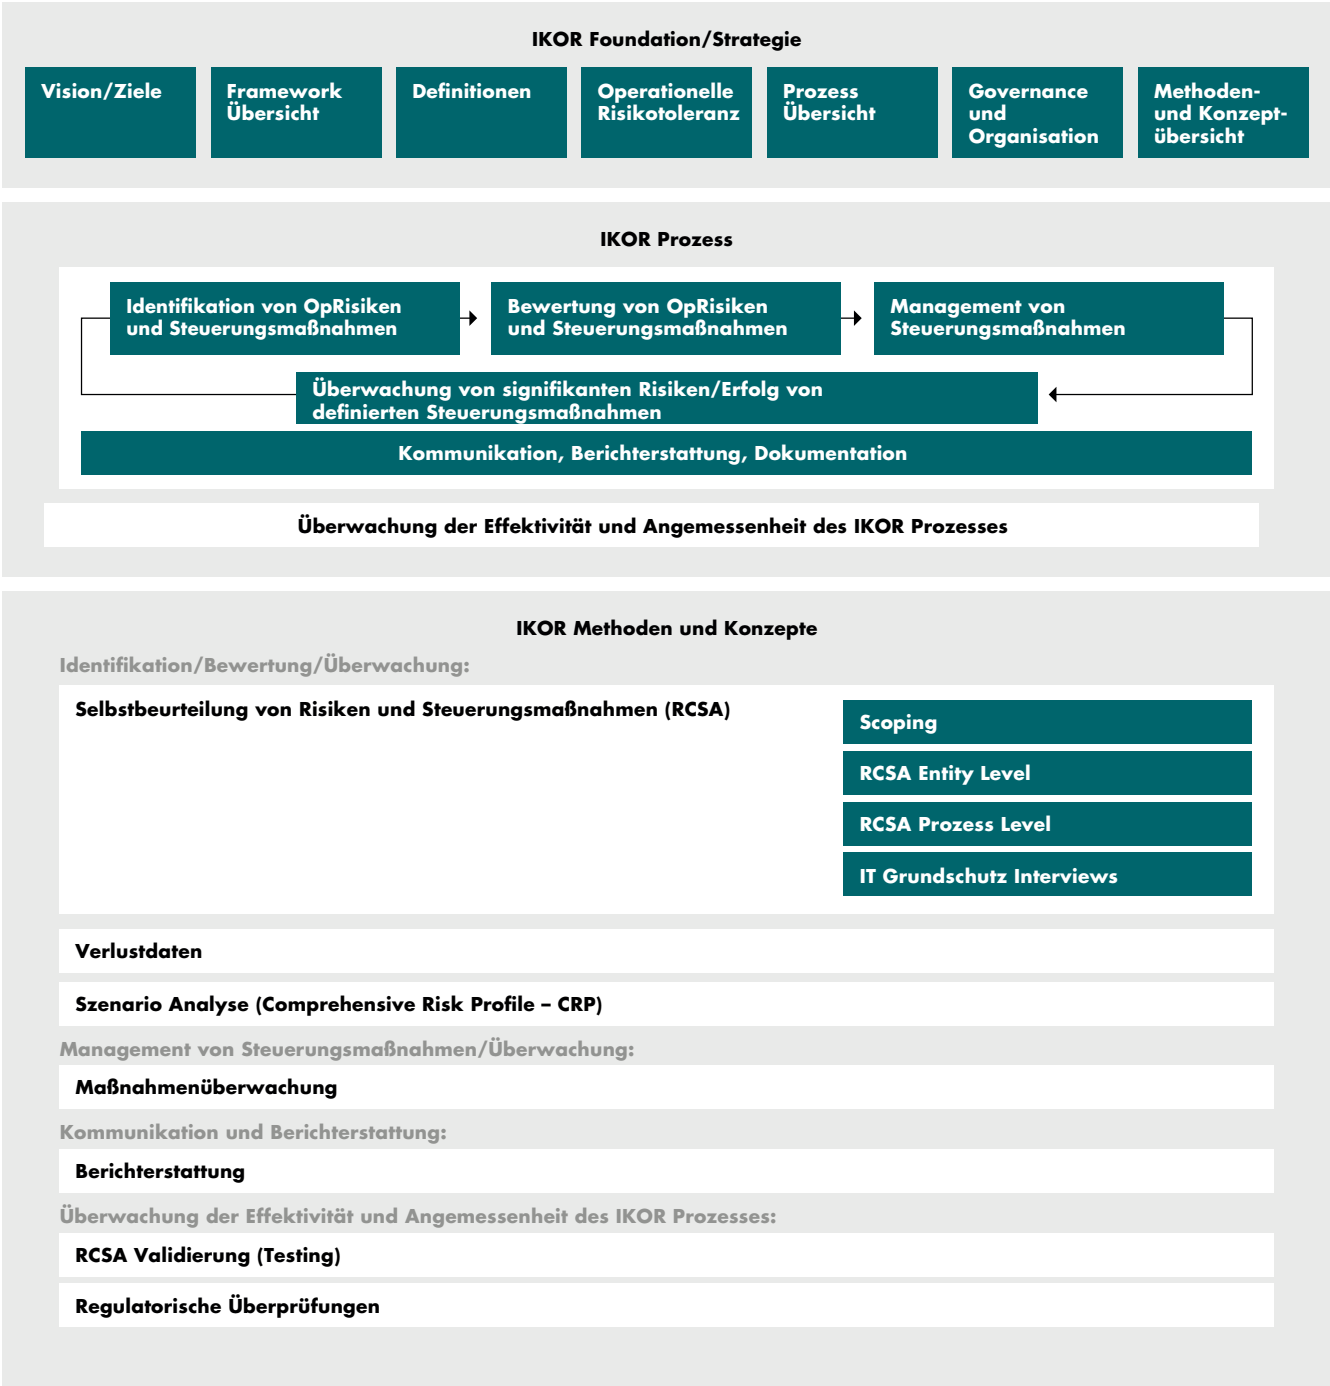 IKOR Foundation/Strategie
Vision/Ziele
Framework
Übersicht
Definitionen
Operationelle
Risikotoleranz
Prozess
Übersicht
Governance
und
Organisation
Methoden-
und Konzept-
übersicht
IKOR Prozess
Identifikation von OpRisiken
und Steuerungsmaßnahmen
Bewertung von OpRisiken
und Steuerungsmaßnahmen
Management von
Steuerungsmaßnahmen
Überwachung von signifikanten Risiken/Erfolg von
definierten Steuerungsmaßnahmen
Kommunikation, Berichterstattung, Dokumentation
Überwachung der Effektivität und Angemessenheit des IKOR Prozesses
IKOR Methoden und Konzepte
Identifikation/Bewertung/Überwachung:
Selbstbeurteilung von Risiken und Steuerungsmaßnahmen (RCSA)
Scoping
RCSA Entity Level
RCSA Prozess Level
IT Grundschutz Interviews
Verlustdaten
Szenario Analyse (Comprehensive Risk Profile – CRP)
Management von Steuerungsmaßnahmen/Überwachung:
Maßnahmenüberwachung
Kommunikation und Berichterstattung:
Berichterstattung
Überwachung der Effektivität und Angemessenheit des IKOR Prozesses:
RCSA Validierung (Testing)
Regulatorische Überprüfungen